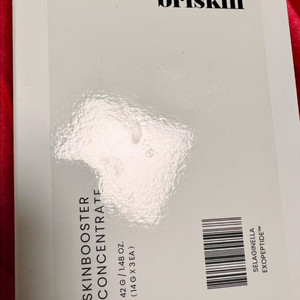 briskin
SKINBOOSTER
CONCENTRATE
42 G / 1.48 OZ.
(14 G X 3 EA)
SELAGINELLA
EXOPEPTIDE™